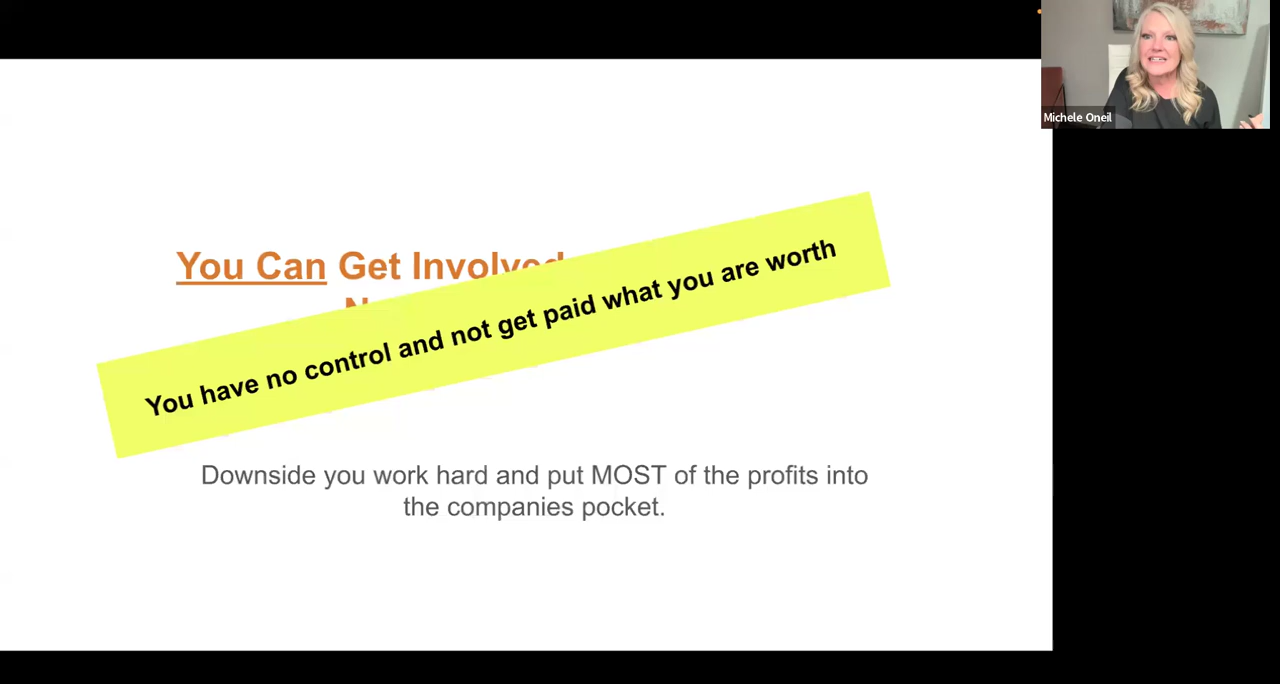 Michele Oneil
You Can Get Involved
You have no control and not get paid what you are worth
Downside you work hard and put MOST of the profits into
the companies pocket.